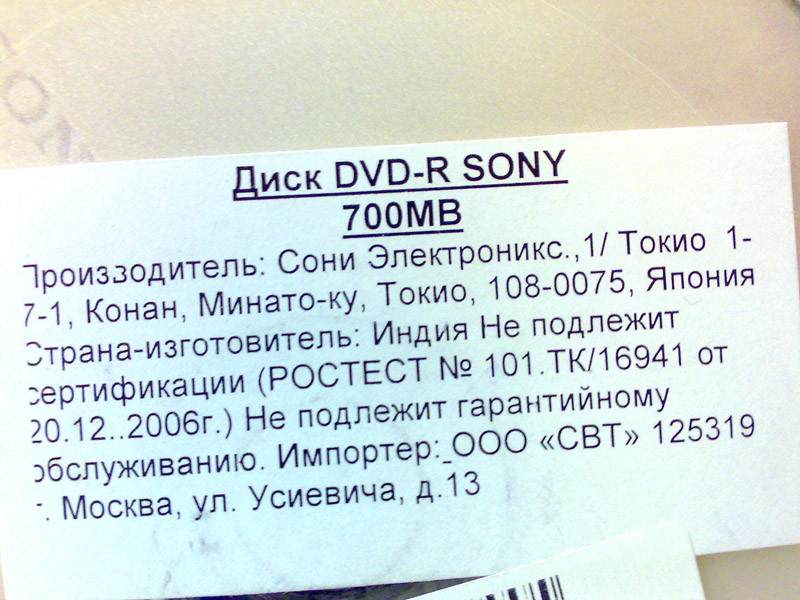 SONY
Диск DVD-R SONY
700MB
Производитель: Сони Электроникс.,1/ Токио 1-
7-1, Конан, Минато-ку, Токио, 108-0075, Япония
Страна-изготовитель: Индия Не подлежит
сертификации (РОСТЕСТ № 101.ТК/16941 от
20.12..2006г.) Не подлежит гарантийному
обслуживанию. Импортер:_ООО «СВТ» 125319
г. Москва, ул. Усиевича, д.13